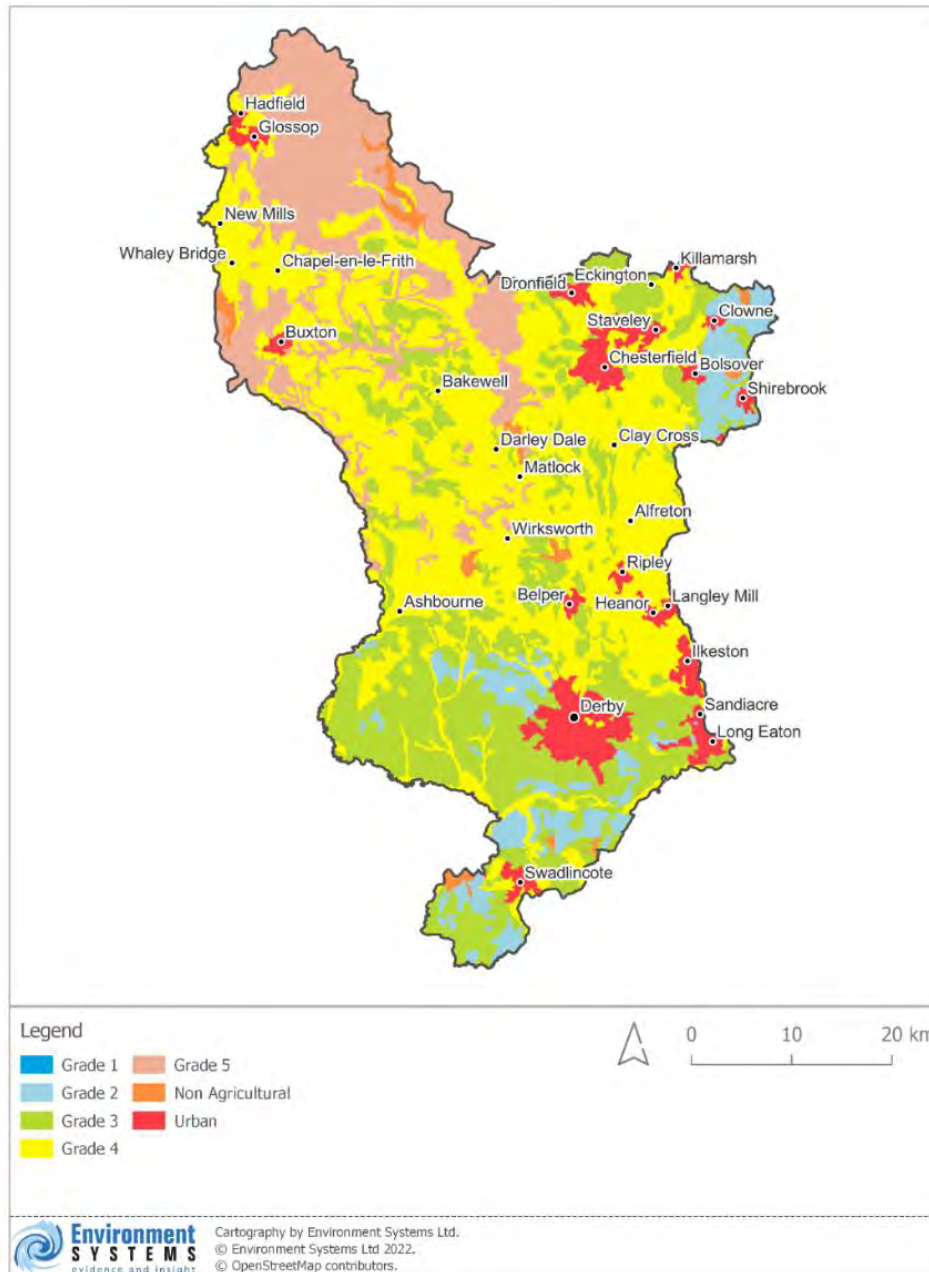 Hadfield
Glossop
New Mills
Whaley Bridge
Chapel-en-le-Frith
Killamarsh
Eckington
Dronfield
Clowne
Staveley
Buxton
Chesterfield
Bolsover
Bakewell
Shirebrook
Darley Dale
Clay Cross
Matlock
Alfreton
Wirksworth
Ripley
Belper
Heanor
Langley Mill
Ashbourne
Ilkeston
Derby
Sandiacre
Long Eaton
Swadlincote
Legend
Grade 1
Grade 2
Grade 3
Grade 4
Grade 5
Non Agricultural
Urban
0 10 20 km
Environment
SYSTEMS
evidence and insight
Cartography by Environment Systems Ltd.
© Environment Systems Ltd 2022.
© OpenStreetMap contributors.